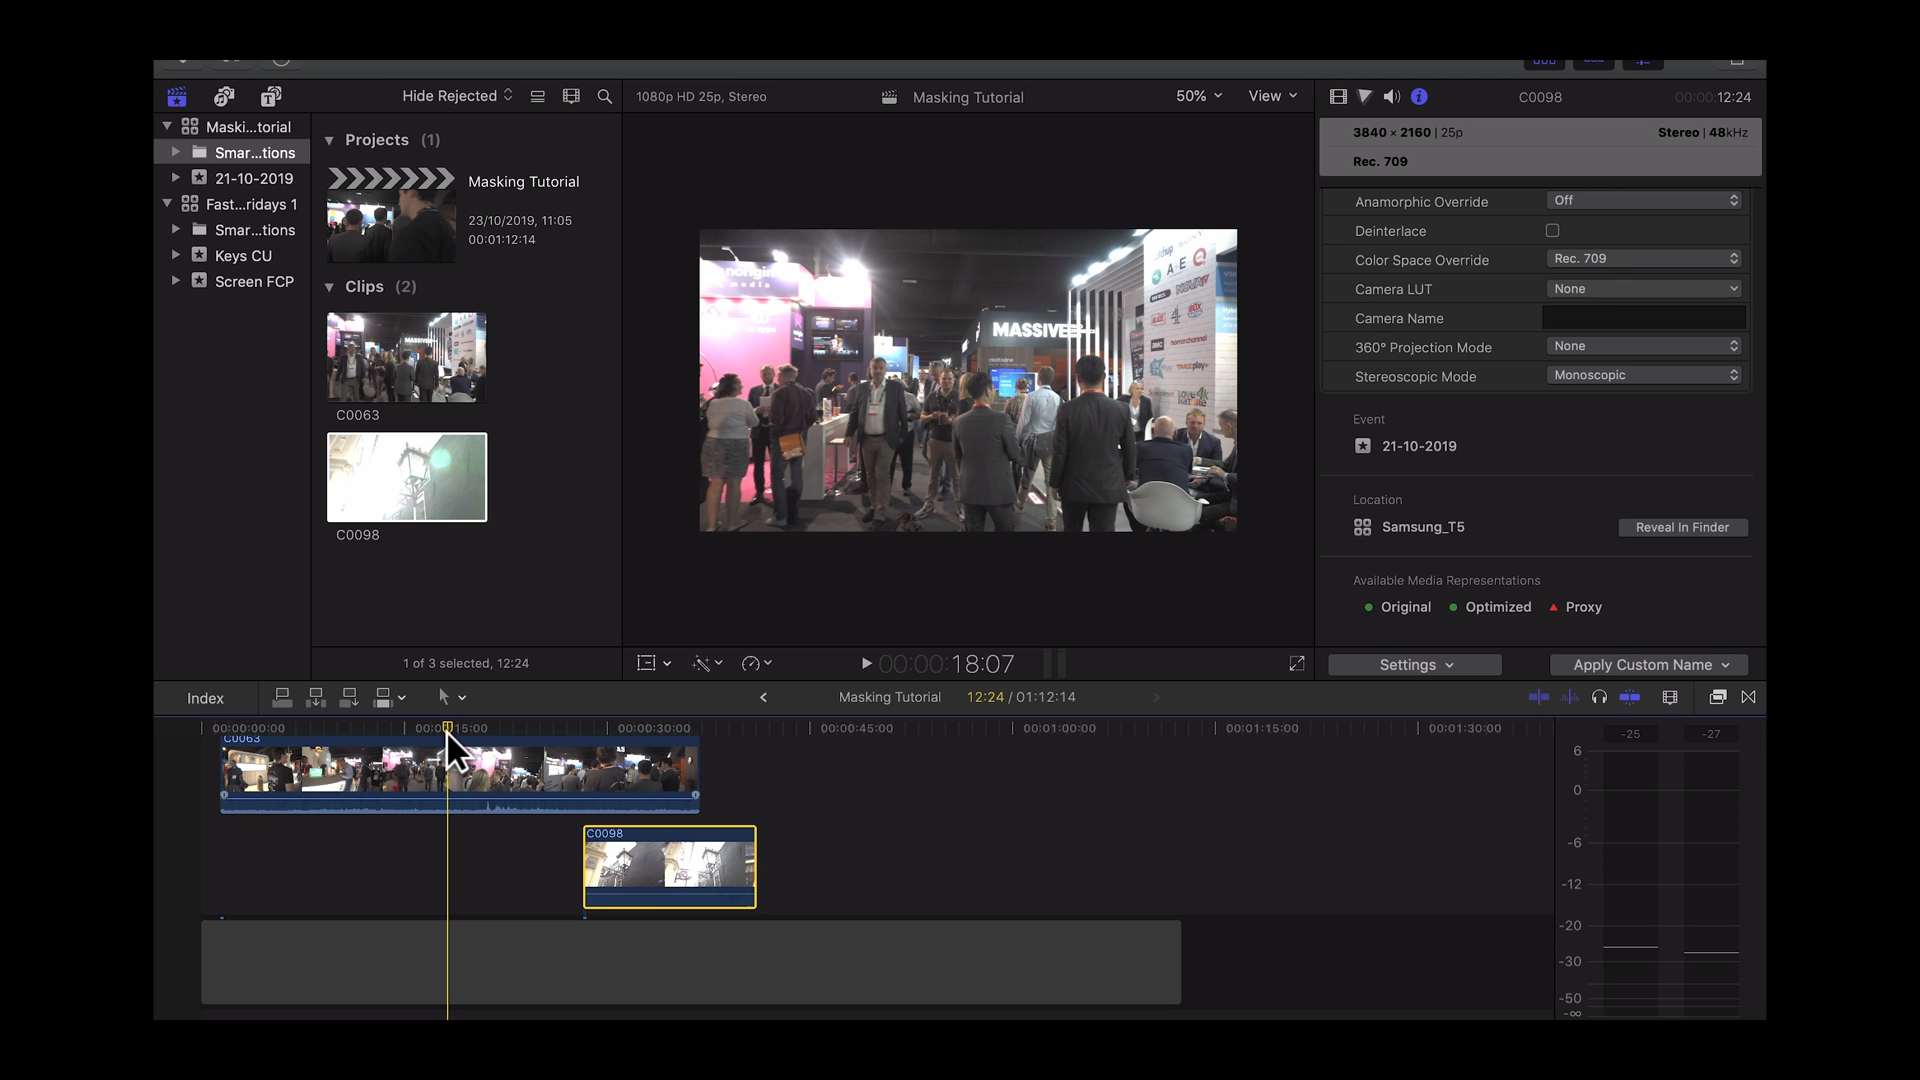 Hide Rejected
1080p HD 25p, Stereo
Masking Tutorial
50%
View
C0098
00:00:12:24
Maski...torial
Smar...tions
21-10-2019
Fast...ridays 1
Smar...tions
Keys CU
Screen FCP
Projects (1)
Masking Tutorial
23/10/2019, 11:05
00:01:12:14
Clips (2)
C0063
C0098
1 of 3 selected, 12:24
MASSIVE
SONY
AEQ
NOVA
horrorchannel
TRACEplay+
media
3840 × 2160 | 25p
Stereo | 48kHz
Rec. 709
Anamorphic Override
Off
Deinterlace
Color Space Override
Rec. 709
Camera LUT
None
Camera Name
360° Projection Mode
None
Stereoscopic Mode
Monoscopic
Event
21-10-2019
Location
Samsung_T5
Reveal In Finder
Available Media Representations
Original
Optimized
Proxy
00:00:00:18:07
Settings
Apply Custom Name
Index
Masking Tutorial
12:24 / 01:12:14
00:00:00:00
00:00:15:00
00:00:30:00
00:00:45:00
00:01:00:00
00:01:15:00
00:01:30:00
C0063
C0098
-25
-27
6
0
-6
-12
-20
-30
-50
-∞